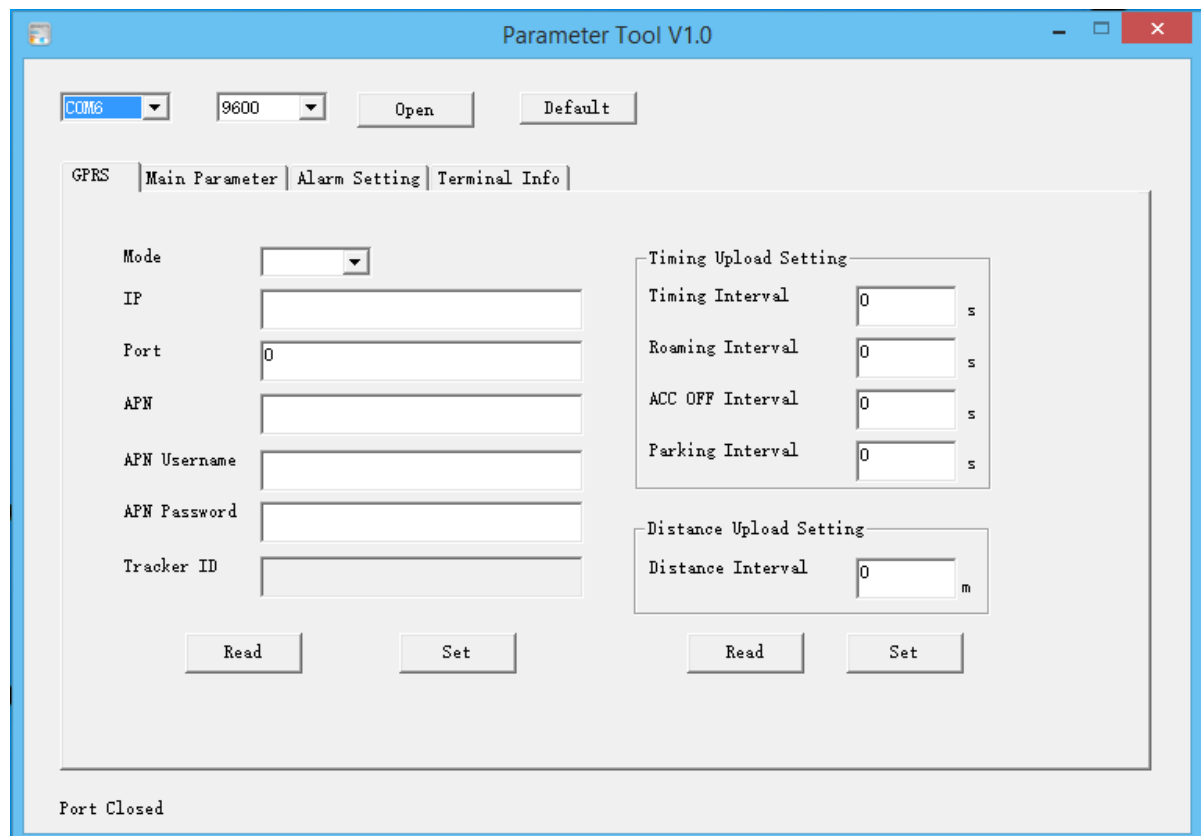 Parameter Tool V1.0
COM6 9600 Open Default
GPRS Main Parameter Alarm Setting Terminal Info
Mode
IP
Port 0
APN
APN Username
APN Password
Tracker ID
Read Set
Timing Upload Setting
Timing Interval 0 s
Roaming Interval 0 s
ACC OFF Interval 0 s
Parking Interval 0 s
Distance Upload Setting
Distance Interval 0 m
Read Set
Port Closed